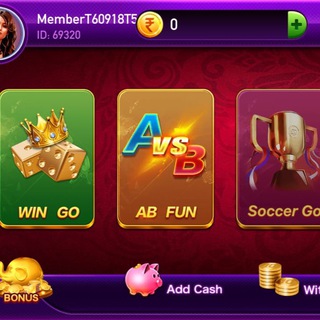 MemberT60918T5
ID: 69320
₹ 0
+
A VS B
WIN GO
AB FUN
Soccer Go
BONUS
Add Cash
Wit